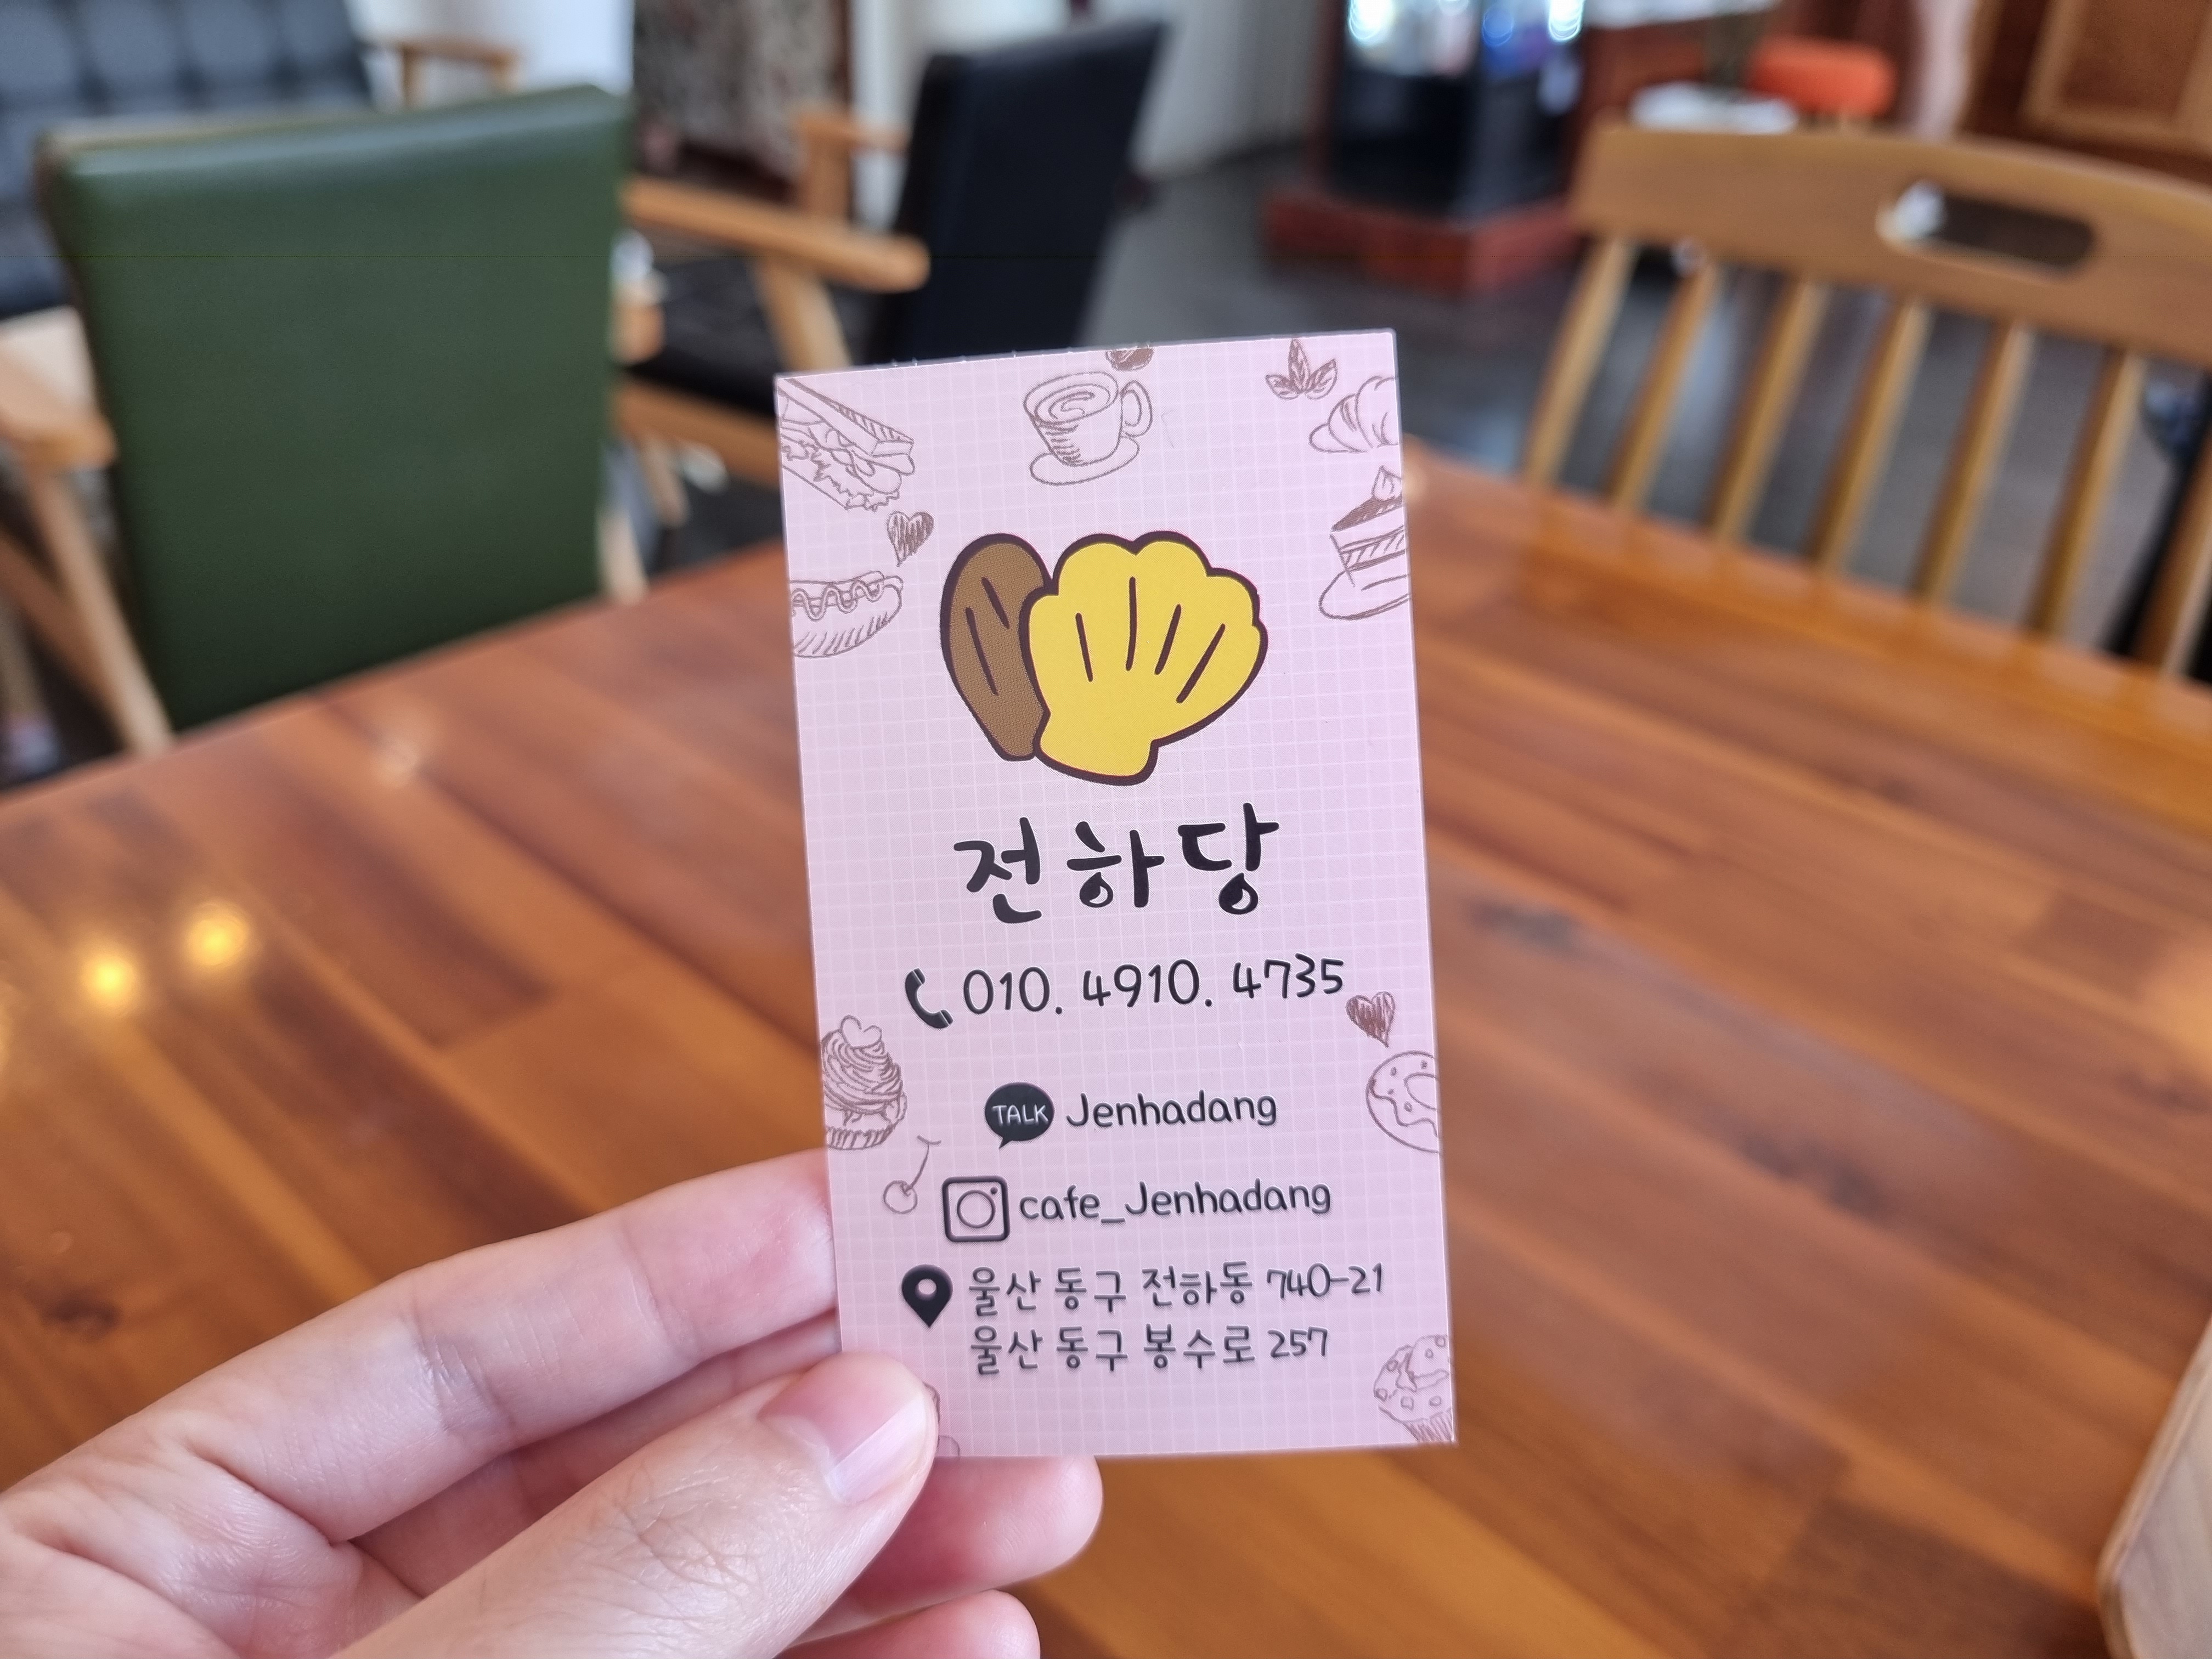 전하당
010. 4910. 4735
TALK Jenhadang
cafe_Jenhadang
울산 동구 전하동 740-21
울산 동구 봉수로 257